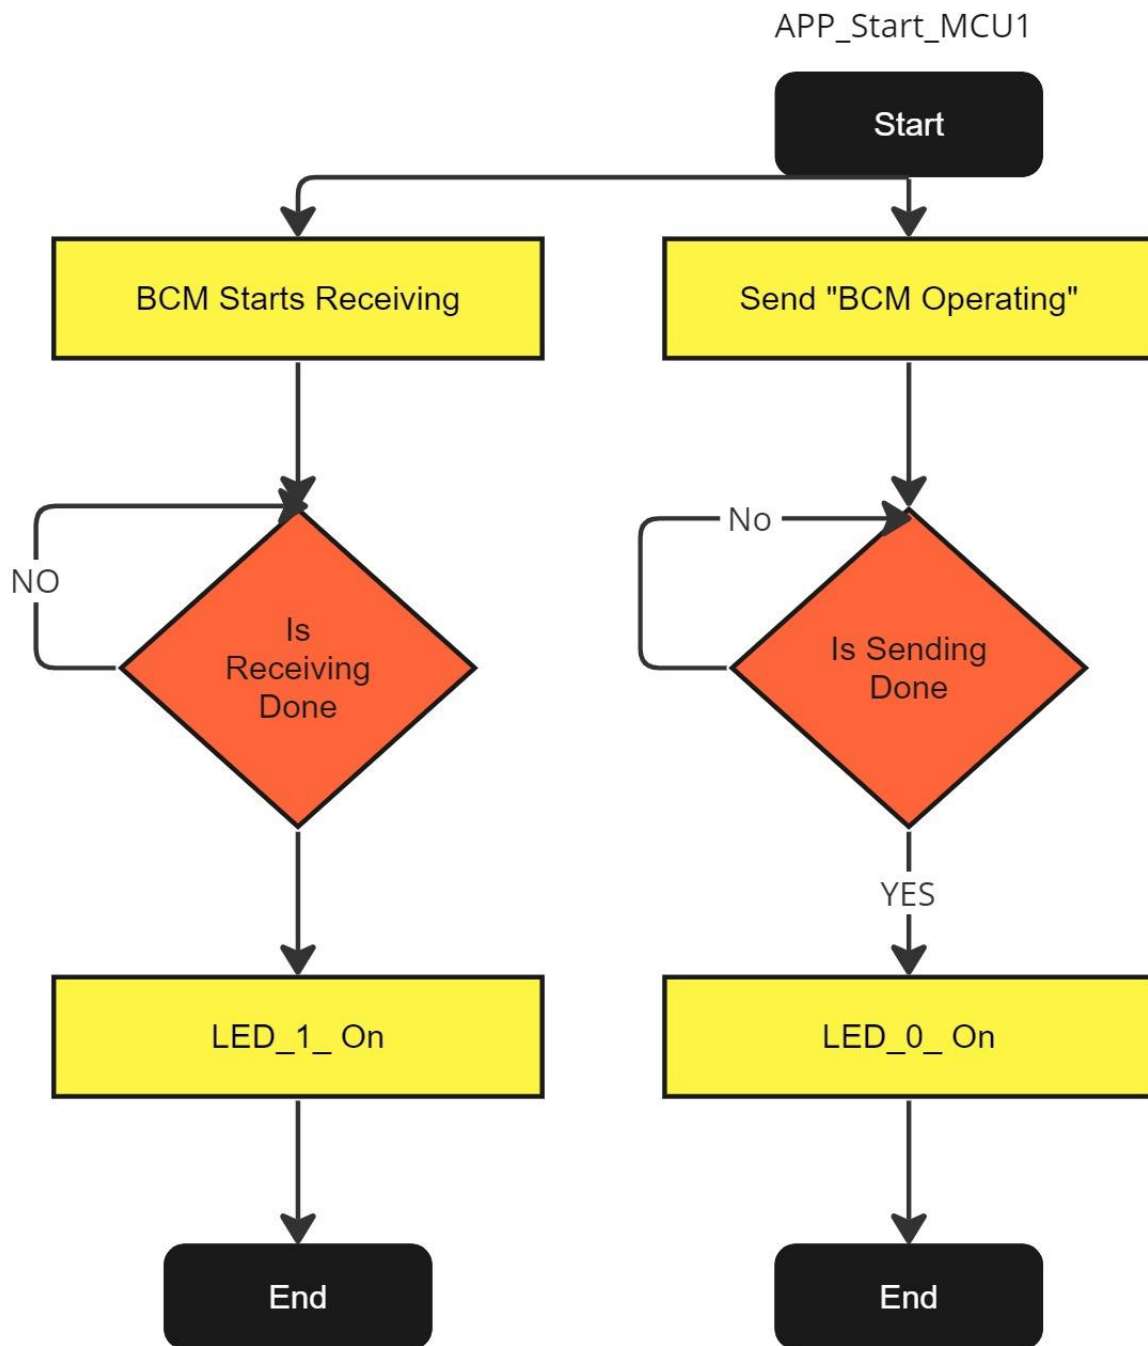 APP_Start_MCU1
Start
BCM Starts Receiving
Send "BCM Operating"
No
NO
Is
Receiving
Done
Is Sending
Done
YES
LED_1_ On
LED_0_ On
End
End